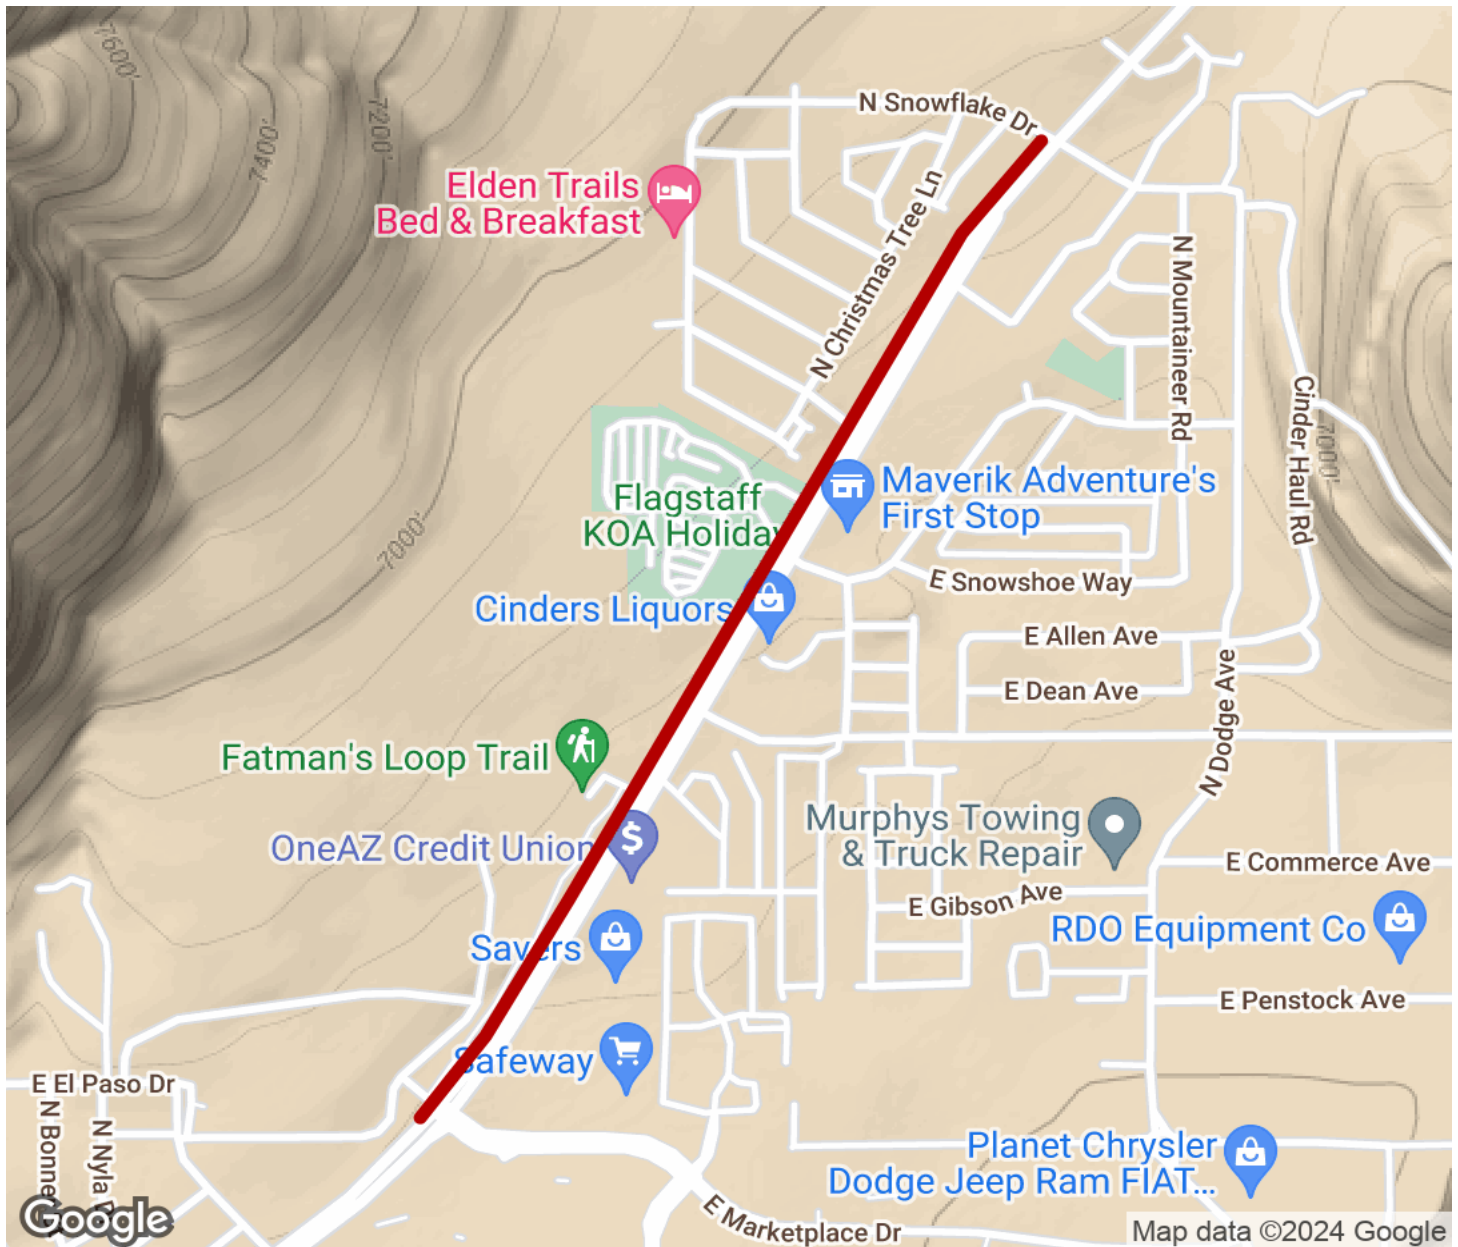 7600'
7400'
7200'
N Snowflake Dr
Elden Trails
Bed & Breakfast
N Christmas Tree Ln
N Mountaineer Rd
Cinder Haul Rd
7000'
Flagstaff
KOA Holiday
Maverik Adventure's
First Stop
7000'
E Snowshoe Way
Cinders Liquors
E Allen Ave
E Dean Ave
N Dodge Ave
Fatman's Loop Trail
OneAZ Credit Union
Murphys Towing
& Truck Repair
E Commerce Ave
E Gibson Ave
RDO Equipment Co
Savers
E Penstock Ave
Safeway
E El Paso Dr
N Nyla
Planet Chrysler
Dodge Jeep Ram FIAT...
E Marketplace Dr
Google
Map data ©2024 Google